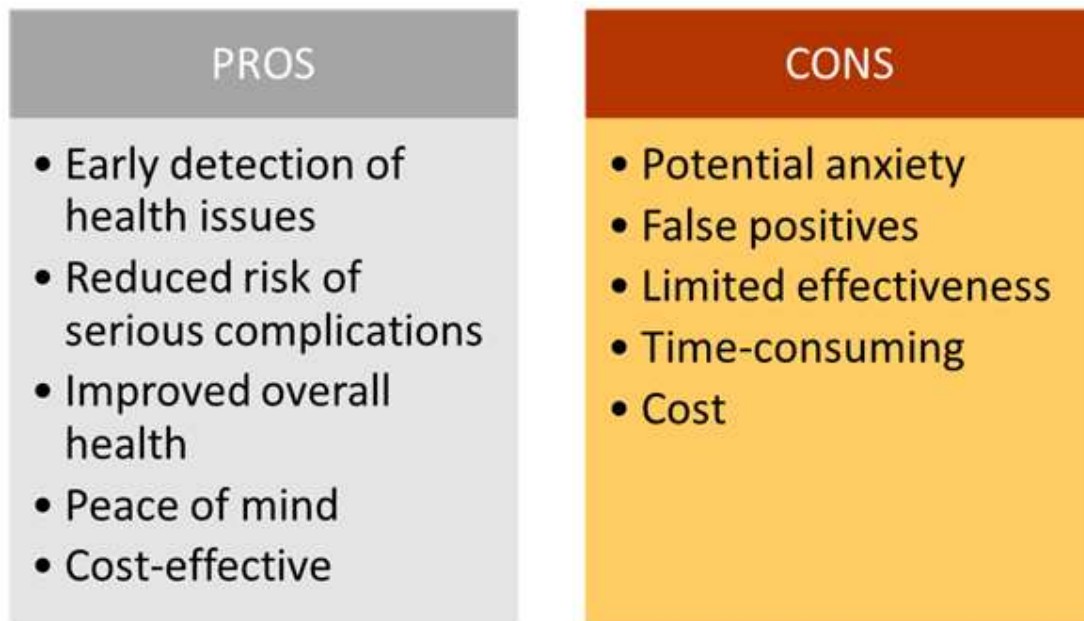 PROS
• Early detection of
health issues
• Reduced risk of
serious complications
• Improved overall
health
• Peace of mind
• Cost-effective
CONS
• Potential anxiety
• False positives
• Limited effectiveness
• Time-consuming
• Cost